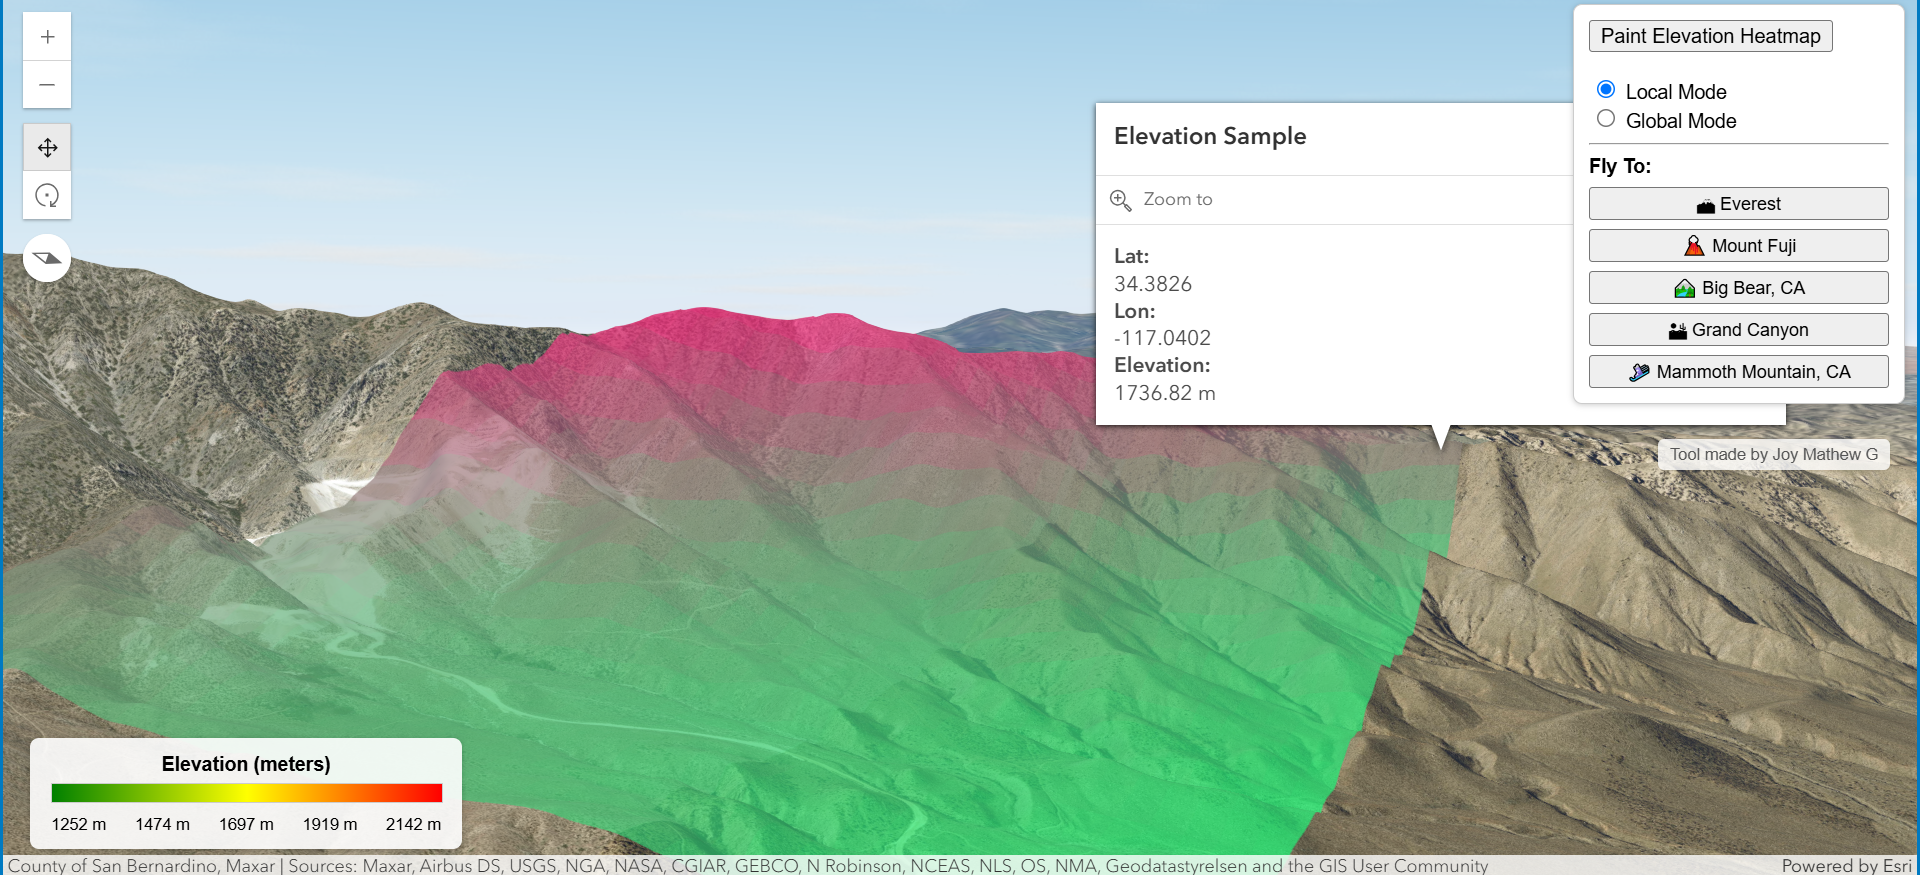 Paint Elevation Heatmap
Local Mode
Global Mode
Fly To:
Everest
Mount Fuji
Big Bear, CA
Grand Canyon
Mammoth Mountain, CA
Elevation Sample
Zoom to
Lat:
34.3826
Lon:
-117.0402
Elevation:
1736.82 m
Tool made by Joy Mathew G
Elevation (meters)
1252 m 1474 m 1697 m 1919 m 2142 m
County of San Bernardino, Maxar | Sources: Maxar, Airbus DS, USGS, NGA, NASA, CGIAR, GEBCO, N Robinson, NCEAS, NLS, OS, NMA, Geodatastyrelsen and the GIS User Community
Powered by Esri